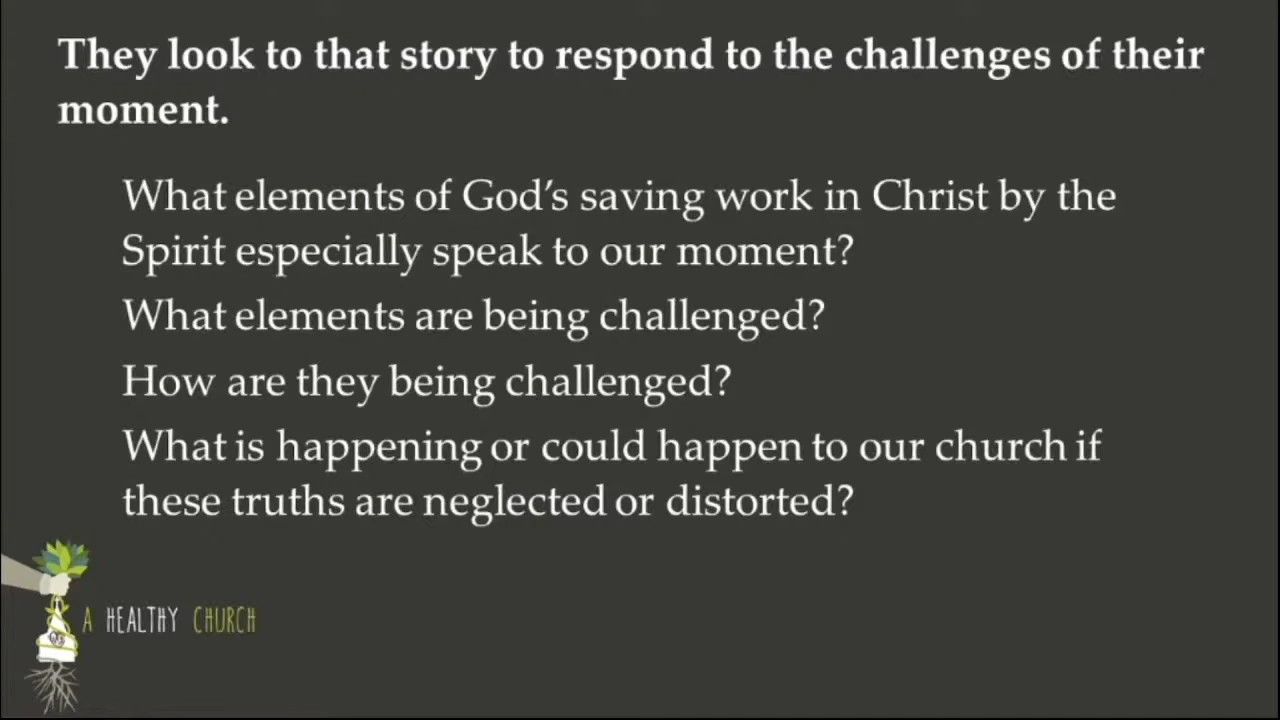 They look to that story to respond to the challenges of their
moment.
What elements of God’s saving work in Christ by the
Spirit especially speak to our moment?
What elements are being challenged?
How are they being challenged?
What is happening or could happen to our church if
these truths are neglected or distorted?
A HEALTHY CHURCH